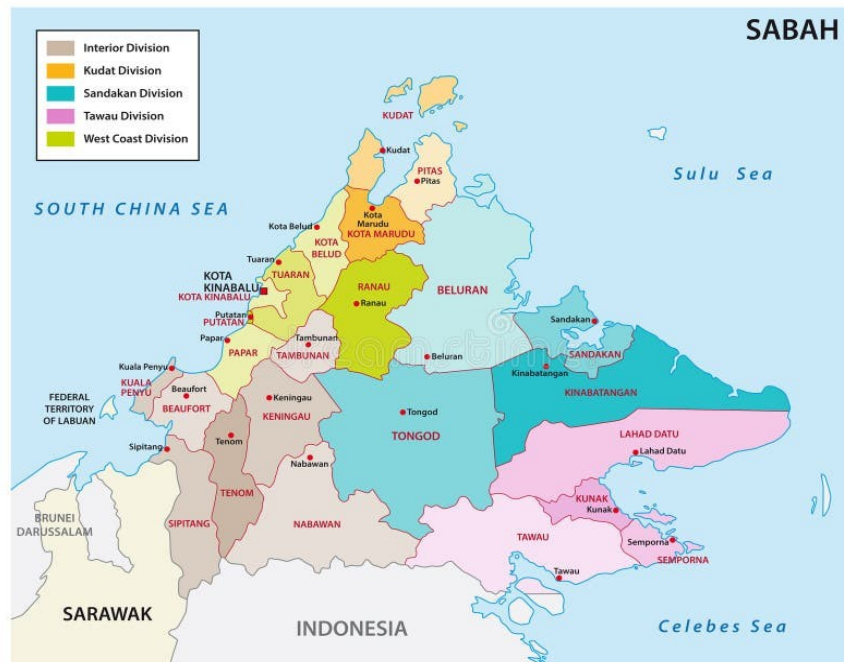 SABAH
Interior Division
Kudat Division
Sandakan Division
Tawau Division
West Coast Division
KUDAT
Kudat
PITAS
Pitas
Sulu Sea
SOUTH CHINA SEA
Kota
Marudu
KOTA MARUDU
Kota Belud
KOTA
BELUD
Tuaran
TUARAN
KOTA
KINABALU
KOTA KINABALU
RANAU
Ranau
BELURAN
Putatan
PUTATAN
Papar
PAPAR
Tambunan
TAMBUNAN
Beluran
Sandakan
SANDAKAN
Kinabatangan
KINABATANGAN
Kuala Penyu
KUALA
PENYU
Beaufort
BEAUFORT
FEDERAL
TERRITORY
OF LABUAN
Keningau
KENINGAU
Tongod
TONGOD
LAHAD DATU
Lahad Datu
Sipitang
Tenom
Nabawan
TENOM
SIPITANG
NABAWAN
KUNAK
Kunak
BRUNEI
DARUSSALAM
TAWAU
Semporna
SEMPORNA
Tawau
SARAWAK
INDONESIA
Celebes Sea